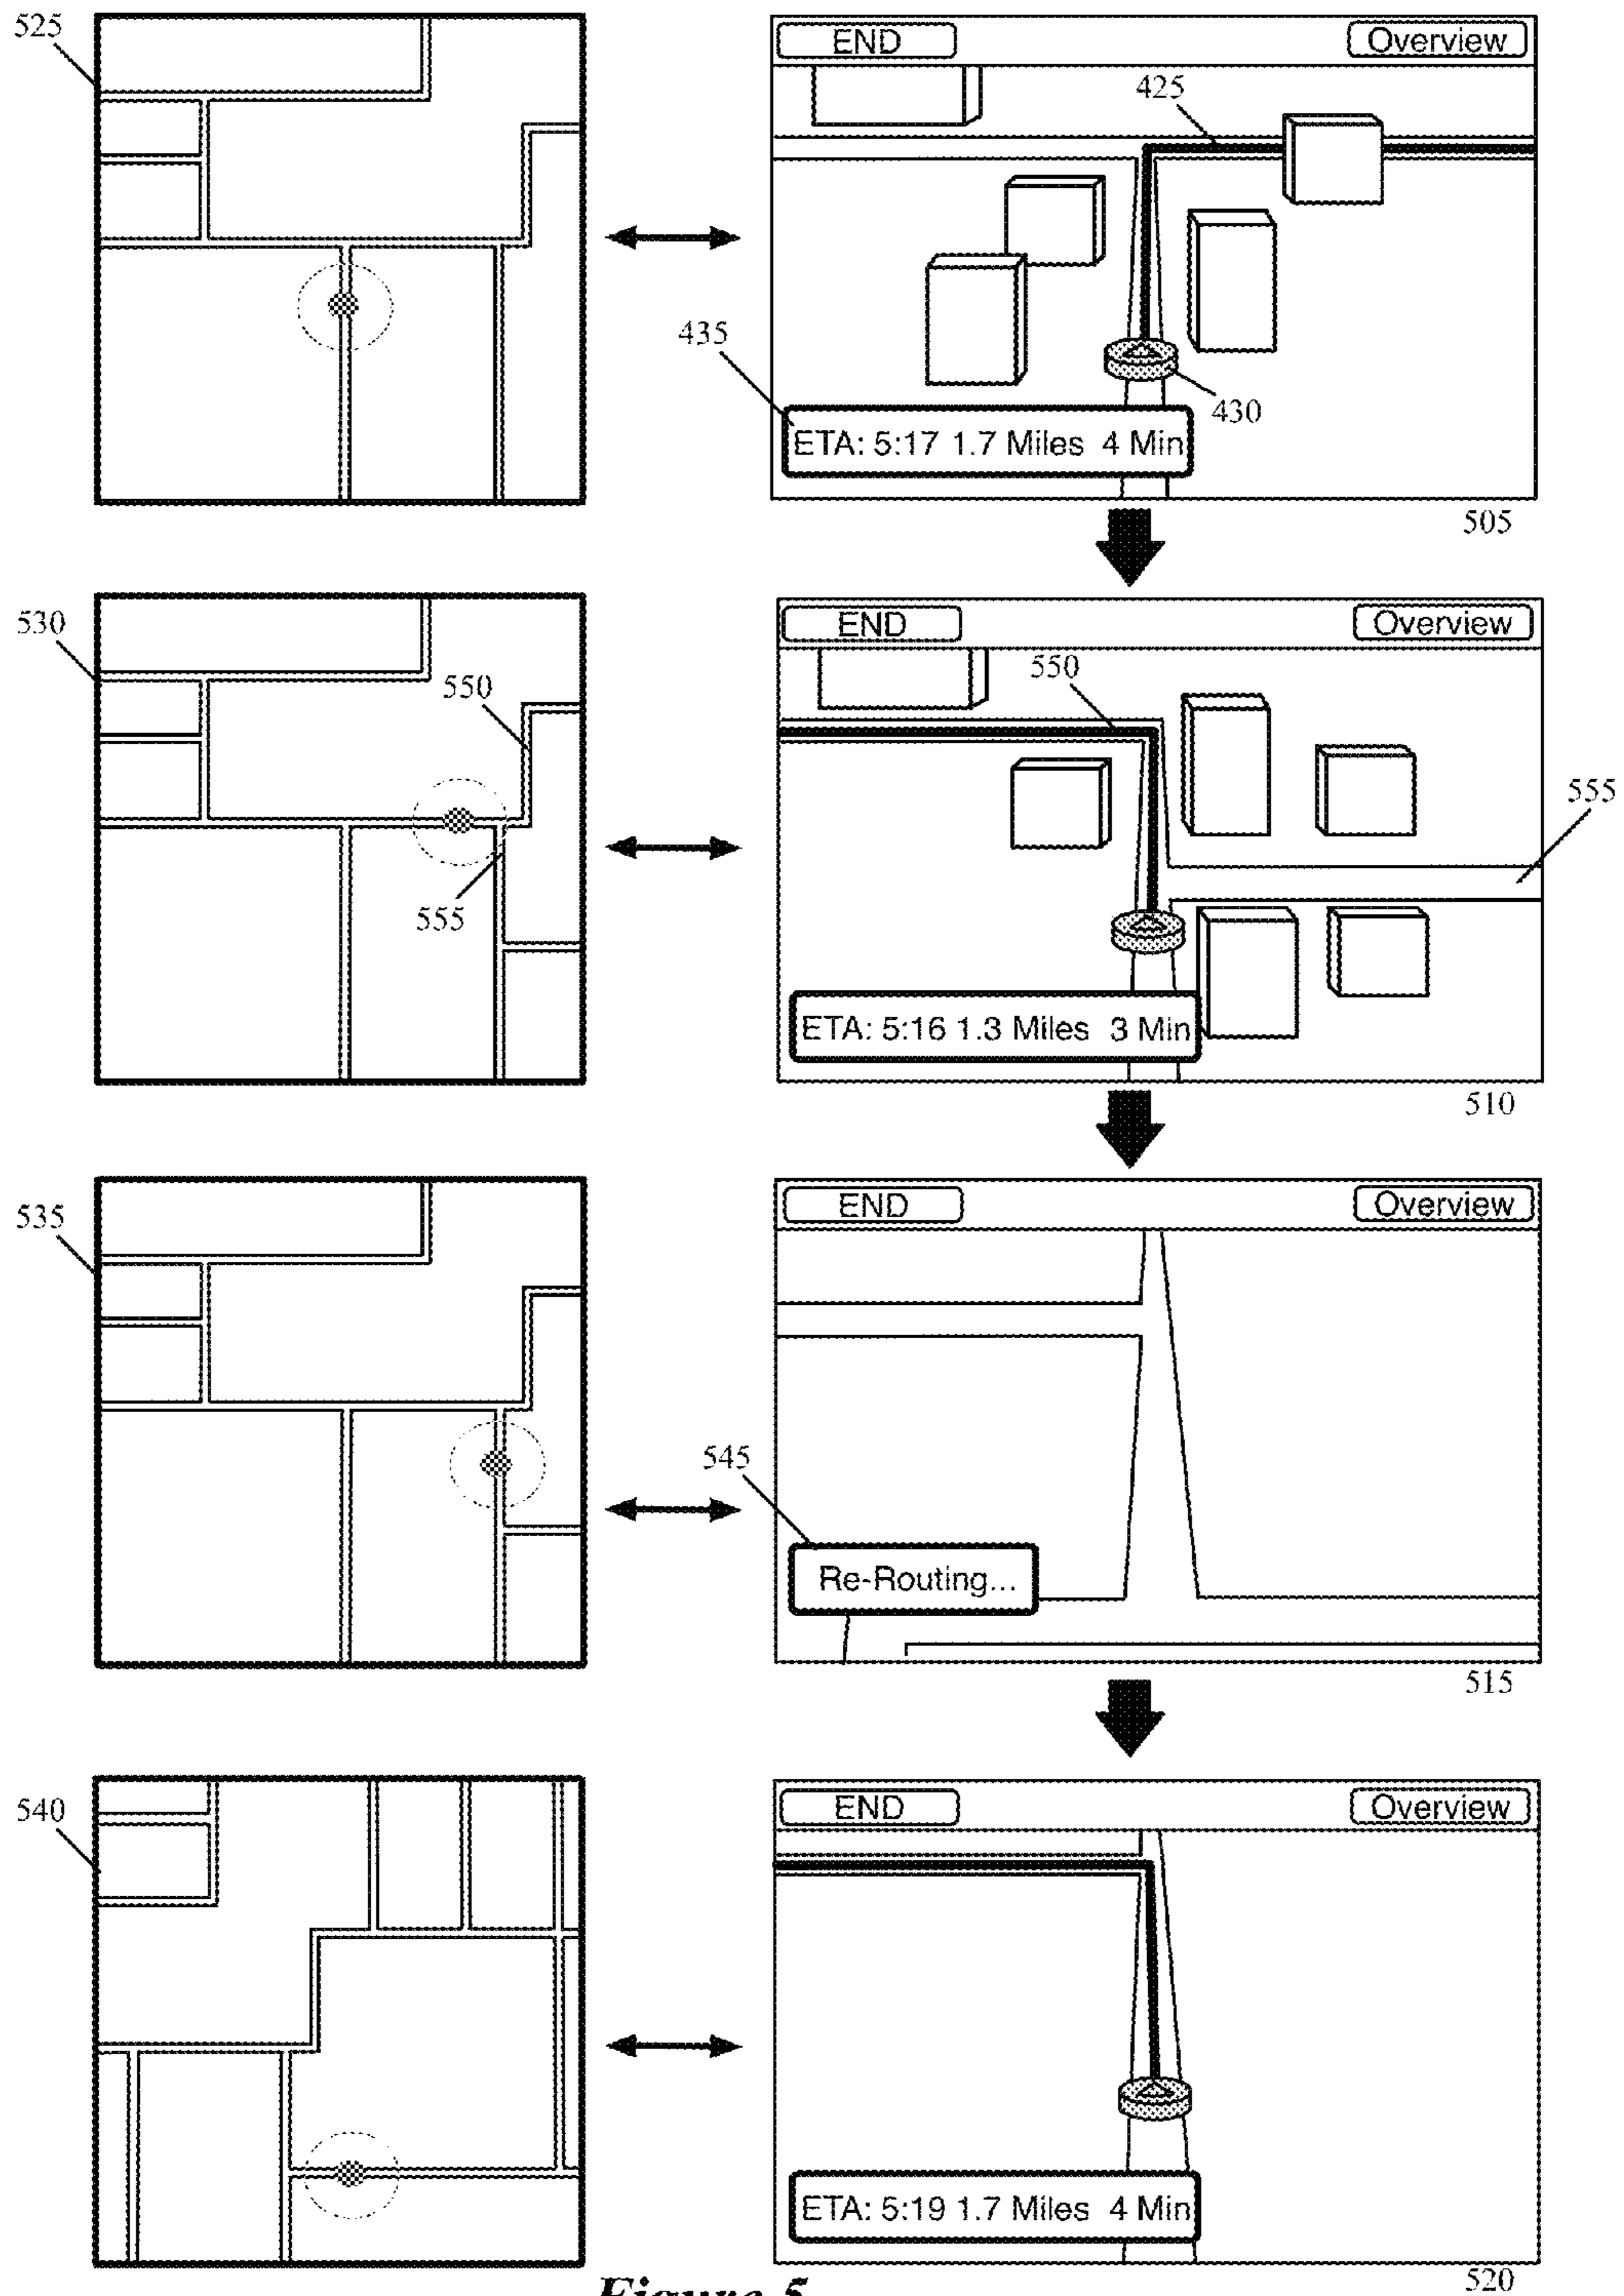 525
END
Overview
425
435
430
ETA: 5:17 1.7 Miles 4 Min
505
530
550
555
END
Overview
550
555
ETA: 5:16 1.3 Miles 3 Min
510
535
END
Overview
545
Re-Routing...
515
540
END
Overview
ETA: 5:19 1.7 Miles 4 Min
520
Figure 5